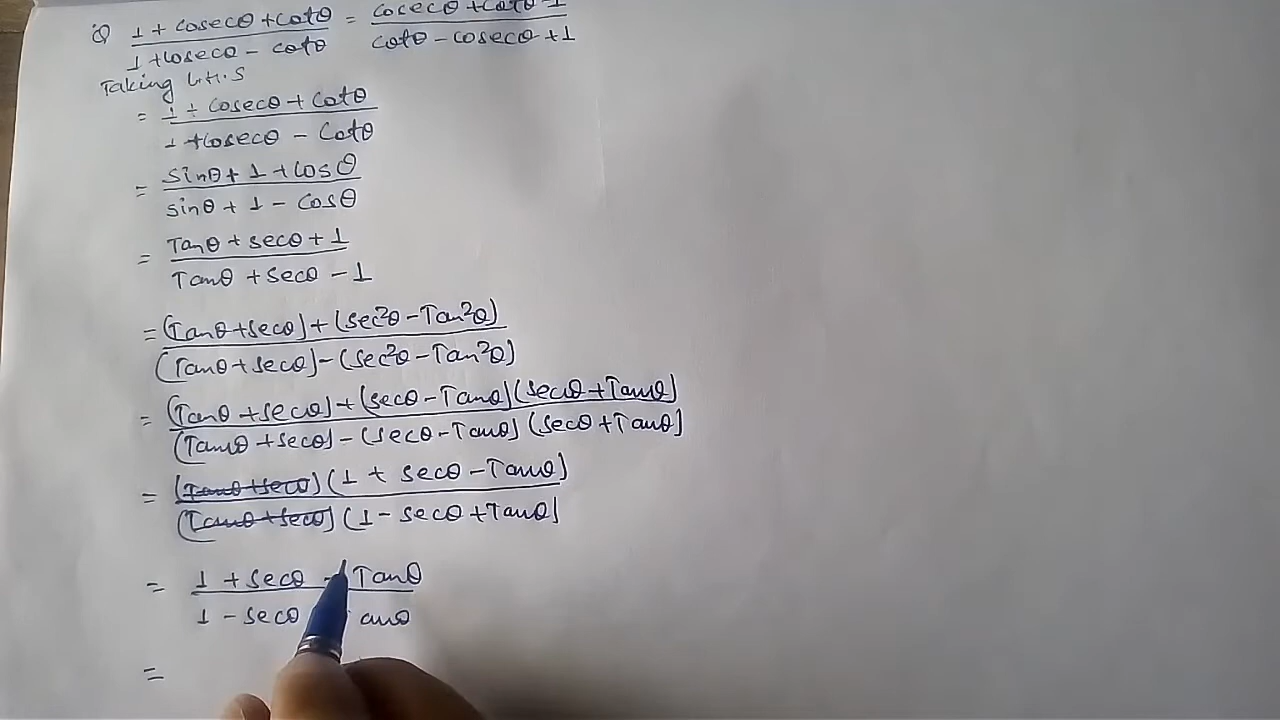 Q 1 + cosecθ + cotθ / 1 + cosecθ - cotθ = cosecθ + cotθ - 1 / cotθ - cosecθ + 1
Taking L.H.S
= 1 + cosecθ + cotθ / 1 + cosecθ - cotθ
= sinθ + 1 + cosθ / sinθ + 1 - cosθ
= Tanθ + secθ + 1 / Tanθ + secθ - 1
= (Tanθ + secθ) + (sec²θ - Tan²θ) / (Tanθ + secθ) - (sec²θ - Tan²θ)
= (Tanθ + secθ) + (secθ - Tanθ)(secθ + Tanθ) / (Tanθ + secθ) - (secθ - Tanθ)(secθ + Tanθ)
= (Tanθ + secθ)(1 + secθ - Tanθ) / (Tanθ + secθ)(1 - secθ + Tanθ)
= 1 + secθ - Tanθ / 1 - secθ anθ
=